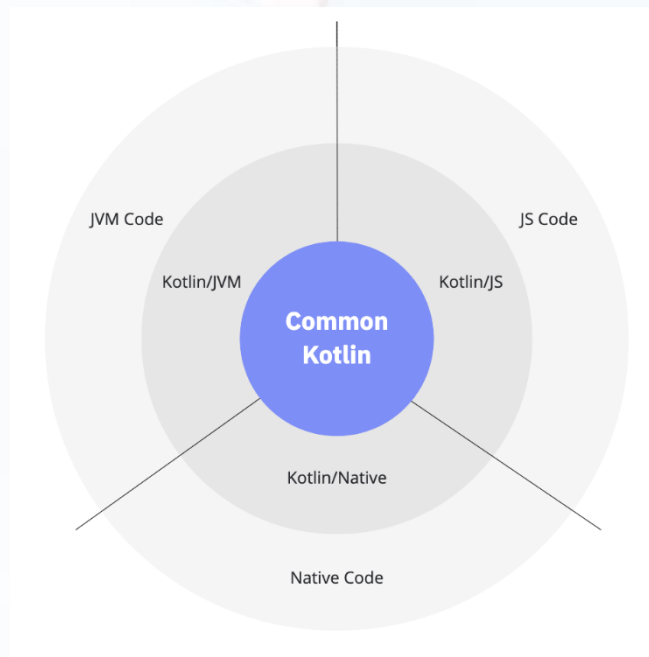 JVM Code
JS Code
Kotlin/JVM
Kotlin/JS
Common
Kotlin
Kotlin/Native
Native Code